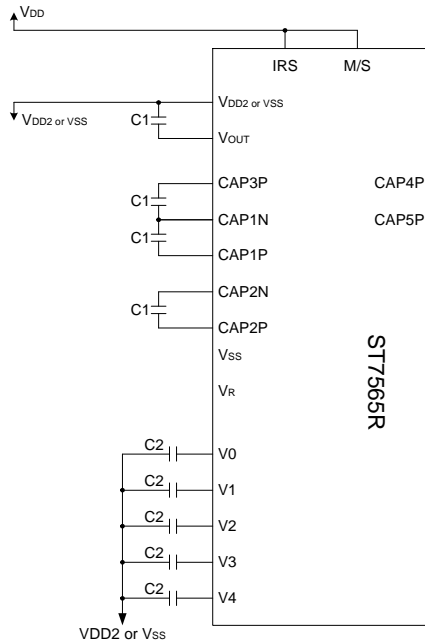 VDD
IRS M/S
VDD2 or VSS
VDD2 or VSS
C1
VOUT
CAP3P CAP4P
C1
CAP1N CAP5P
C1
CAP1P
CAP2N
C1
CAP2P
VSS
VR
ST7565R
C2 V0
C2 V1
C2 V2
C2 V3
C2 V4
VDD2 or VSS